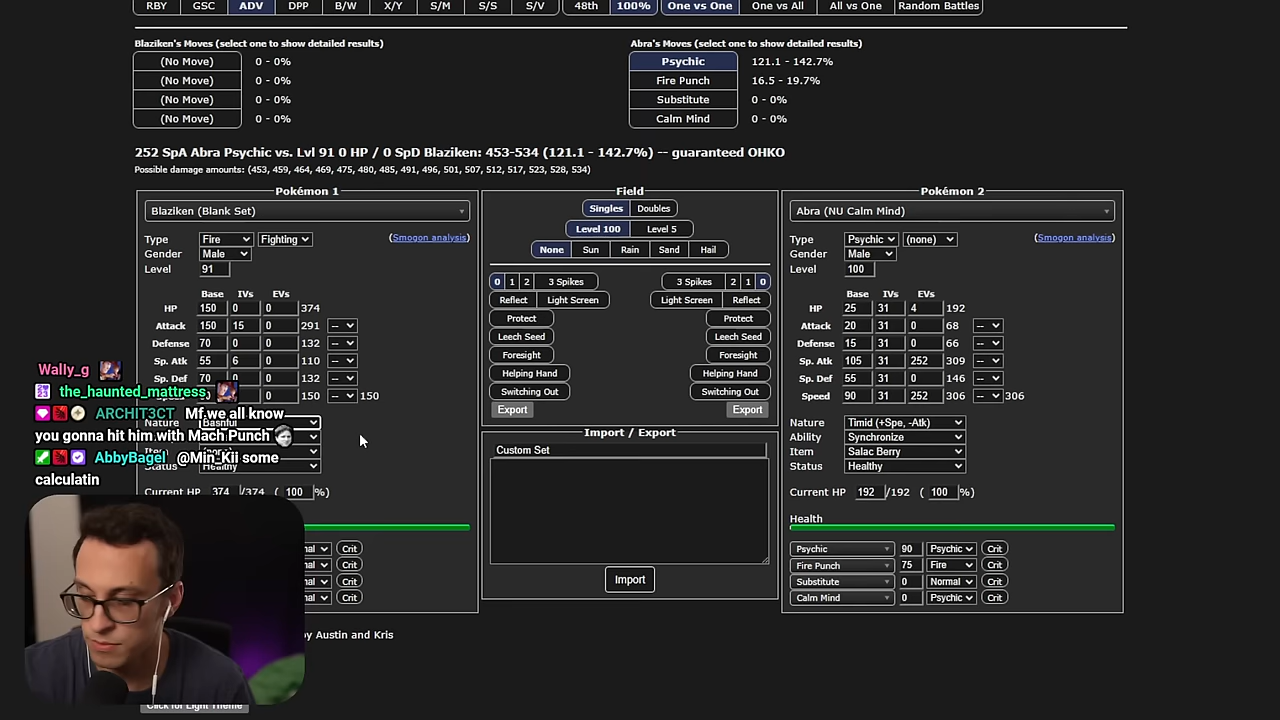 RBY GSC ADV DPP B/W X/Y S/M S/S S/V 48th 100% One vs One One vs All All vs One Random Battles
Blaziken's Moves (select one to show detailed results)
(No Move) 0 - 0%
(No Move) 0 - 0%
(No Move) 0 - 0%
(No Move) 0 - 0%
Abra's Moves (select one to show detailed results)
Psychic 121.1 - 142.7%
Fire Punch 16.5 - 19.7%
Substitute 0 - 0%
Calm Mind 0 - 0%
252 SpA Abra Psychic vs. Lvl 91 0 HP / 0 SpD Blaziken: 453-534 (121.1 - 142.7%) -- guaranteed OHKO
Possible damage amounts: (453, 459, 464, 469, 475, 480, 485, 491, 496, 501, 507, 512, 517, 523, 528, 534)
Pokémon 1
Blaziken (Blank Set)
Type Fire Fighting (Smogon analysis)
Gender Male
Level 91
Base IVs EVs
HP 150 0 0 374
Attack 150 15 0 291 --
Defense 70 0 0 132 --
Sp. Atk 55 6 0 110 --
Sp. Def 70 0 132 --
0 150 -- 150
Nature Bashful
Healthy
Current HP 374 /374 ( 100 %)
Crit
Crit
Crit
Crit
Field
Singles Doubles
Level 100 Level 5
None Sun Rain Sand Hail
0 1 2 3 Spikes 3 Spikes 2 1 0
Reflect Light Screen Light Screen Reflect
Protect Protect
Leech Seed Leech Seed
Foresight Foresight
Helping Hand Helping Hand
Switching Out Switching Out
Export Export
Import / Export
Custom Set
Import
Pokémon 2
Abra (NU Calm Mind)
Type Psychic (none) (Smogon analysis)
Gender Male
Level 100
Base IVs EVs
HP 25 31 4 192
Attack 20 31 0 68 --
Defense 15 31 0 66 --
Sp. Atk 105 31 252 309 --
Sp. Def 55 31 0 146 --
Speed 90 31 252 306 -- 306
Nature Timid (+Spe, -Atk)
Ability Synchronize
Item Salac Berry
Status Healthy
Current HP 192 /192 ( 100 %)
Health
Psychic 90 Psychic Crit
Fire Punch 75 Fire Crit
Substitute 0 Normal Crit
Calm Mind 0 Psychic Crit
Wally_g
the_haunted_mattress
ARCHIT3CT Mf we all know
you gonna hit him with Mach Punch
AbbyBagel @Min_Kii some
calculatin
by Austin and Kris
Click for Light Theme